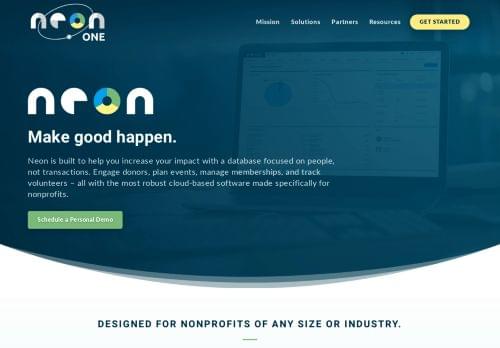 neon
ONE
Mission Solutions Partners Resources GET STARTED
neon
Make good happen.
Neon is built to help you increase your impact with a database focused on people,
not transactions. Engage donors, plan events, manage memberships, and track
volunteers – all with the most robust cloud-based software made specifically for
nonprofits.
Schedule a Personal Demo
DESIGNED FOR NONPROFITS OF ANY SIZE OR INDUSTRY.